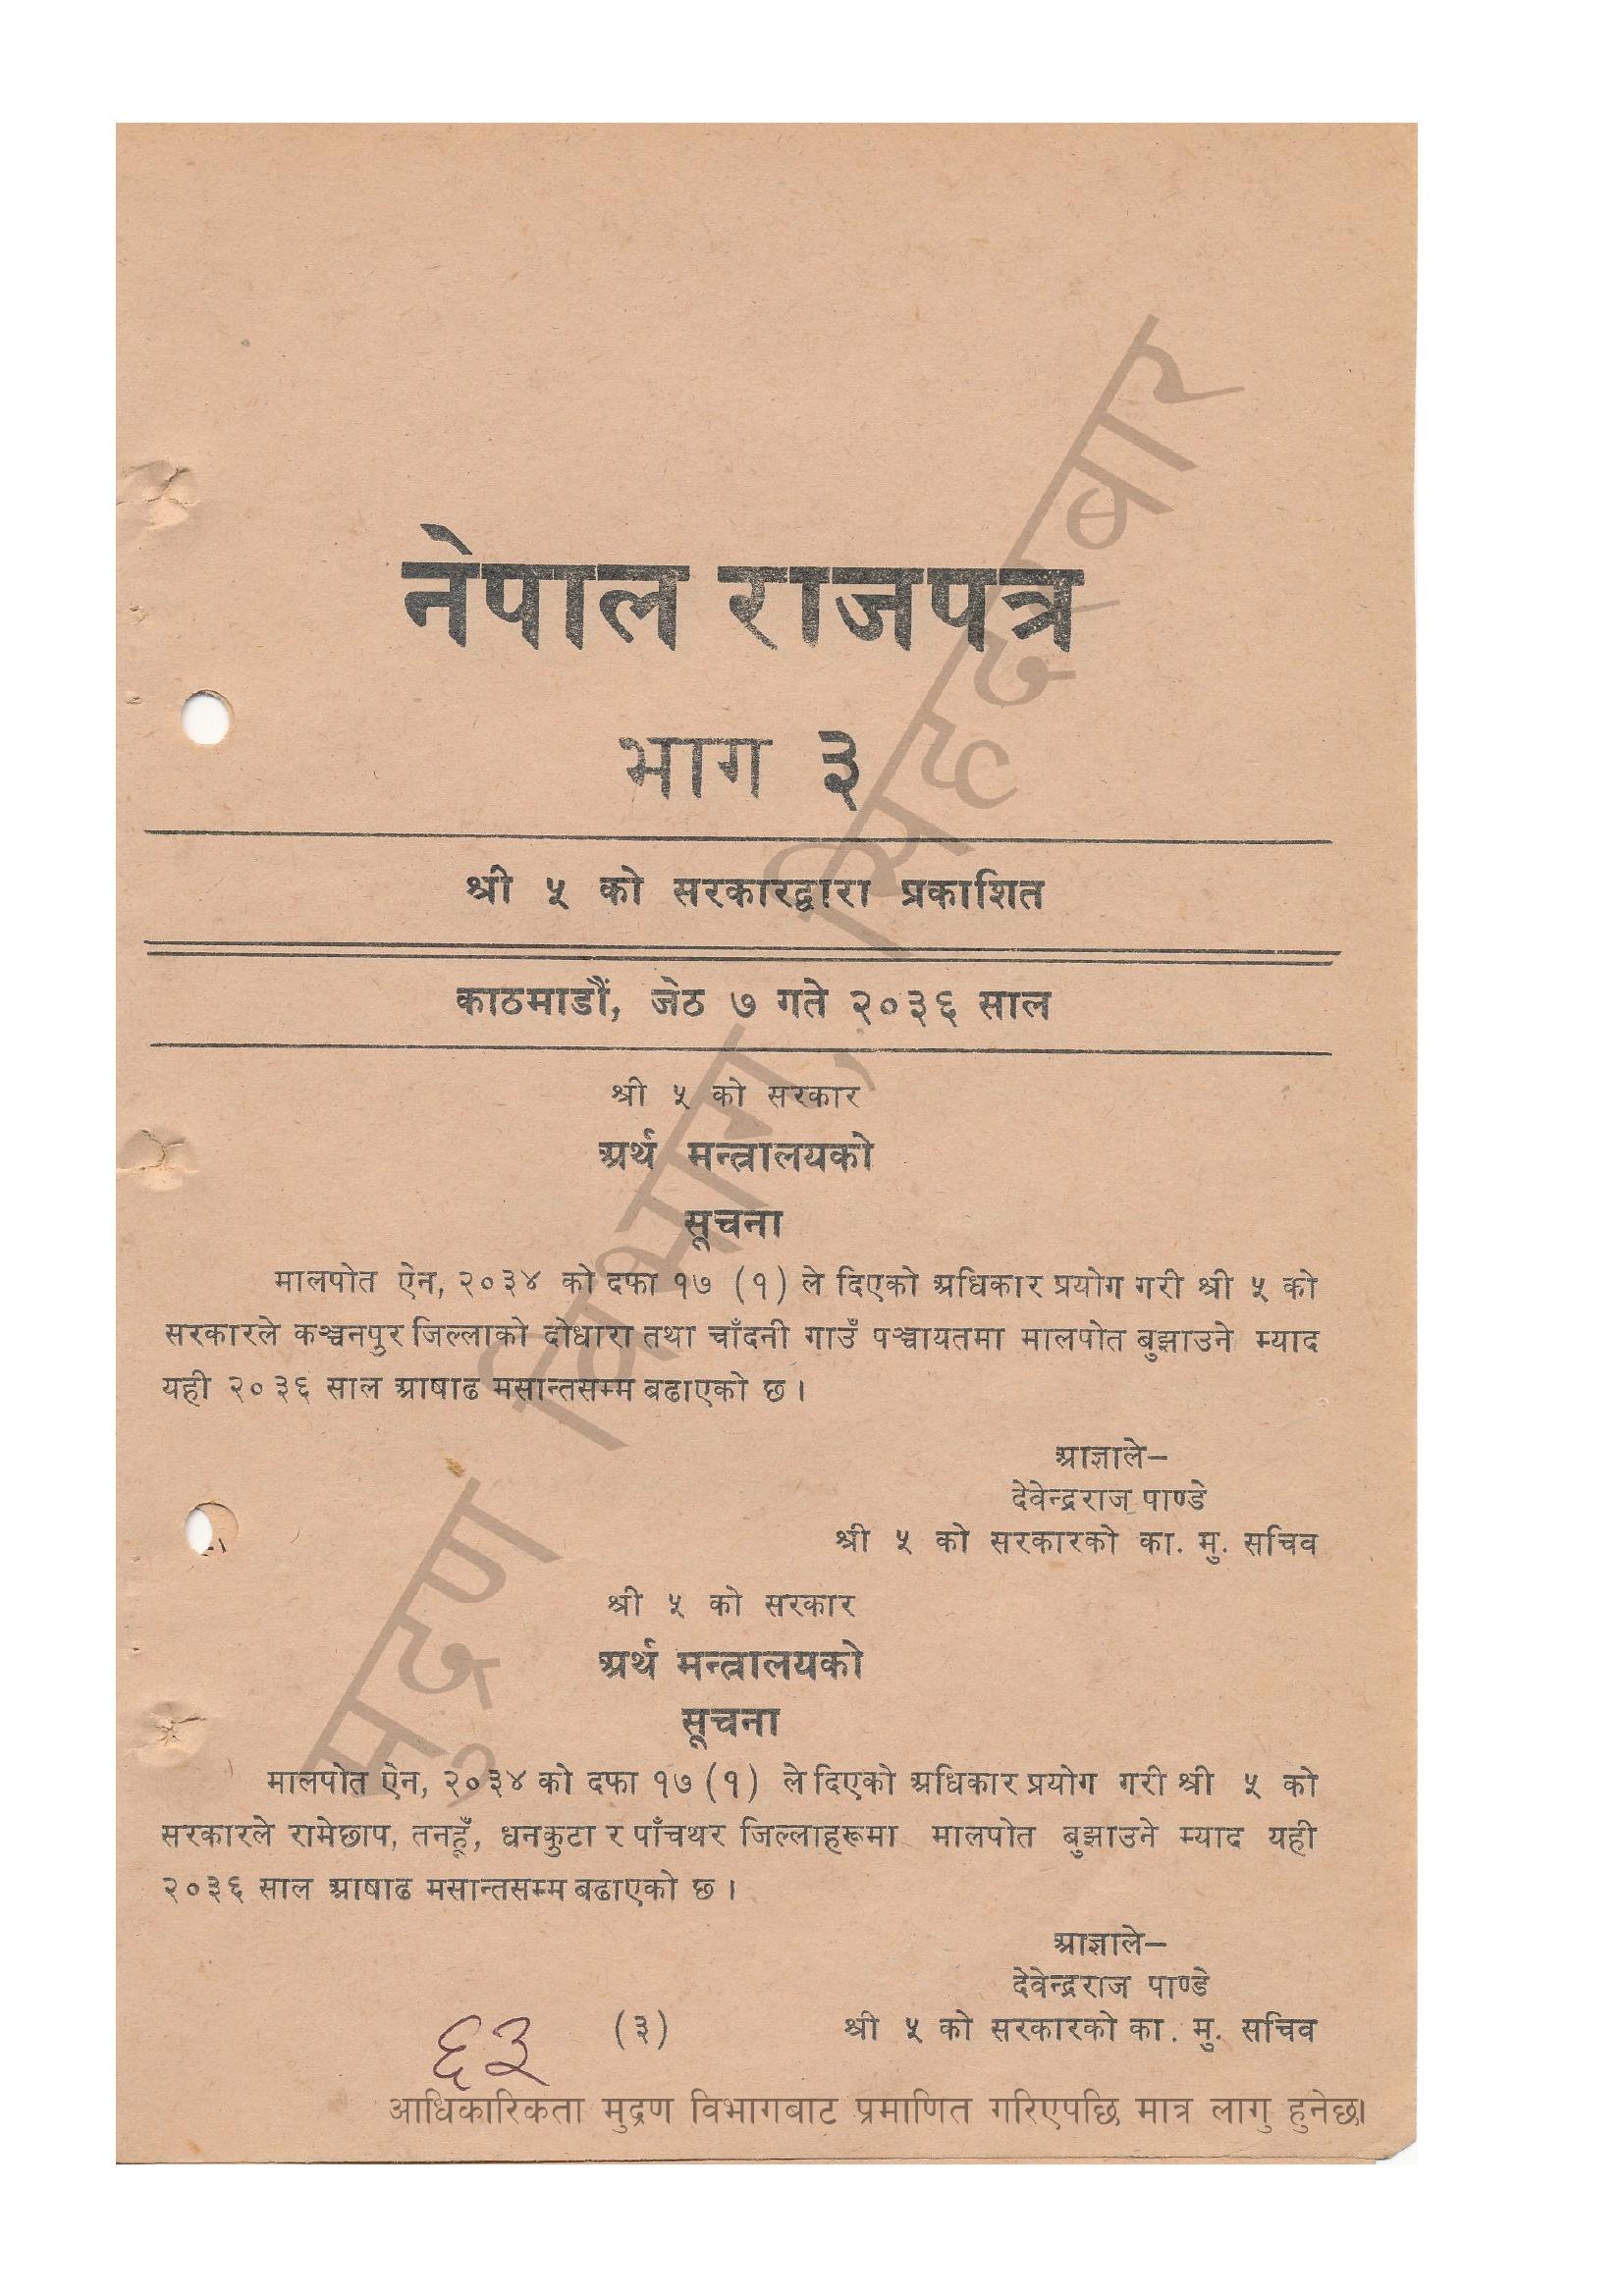 नेपाल राजपत्र
भाग ३
श्री ५ को सरकारद्वारा प्रकाशित
काठमाडौं, जेठ ७ गते २०३६ साल
श्री ५ को सरकार
अर्थ मन्त्रालयको
सूचना
मालपोत ऐन, २०३४ को दफा १७ (१) ले दिएको अधिकार प्रयोग गरी श्री ५ को
सरकारले कञ्चनपुर जिल्लाको दोधारा तथा चाँदनी गाउँ पञ्चायतमा मालपोत बुझाउने म्याद
यही २०३६ साल आषाढ मसान्तसम्म बढाएको छ ।
आज्ञाले–
देवेन्द्रराज पाण्डे
श्री ५ को सरकारको का. मु. सचिव
श्री ५ को सरकार
अर्थ मन्त्रालयको
सूचना
मालपोत ऐन, २०३४ को दफा १७ (१) ले दिएको अधिकार प्रयोग गरी श्री ५ को
सरकारले रामेछाप, तनहूँ, धनकुटा र पाँचथर जिल्लाहरूमा मालपोत बुझाउने म्याद यही
२०३६ साल आषाढ मसान्तसम्म बढाएको छ ।
आज्ञाले–
देवेन्द्रराज पाण्डे
श्री ५ को सरकारको का. मु. सचिव
६३ (३)
आधिकारिकता मुद्रण विभागबाट प्रमाणित गरिएपछि मात्र लागु हुनेछ।
मुद्रण विभाग, सिंहदरबार